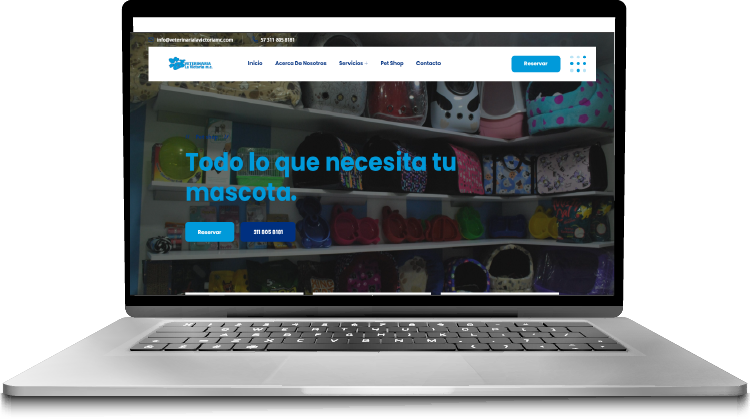 info@veterinarialavictoriamc.com 57 311 805 8181
VETERINARIA
La Victoria M.C.
Inicio Acerca De Nosotros Servicios Pet Shop Contacto Reservar
Todo lo que necesita tu
mascota.
Reservar 311 805 8181